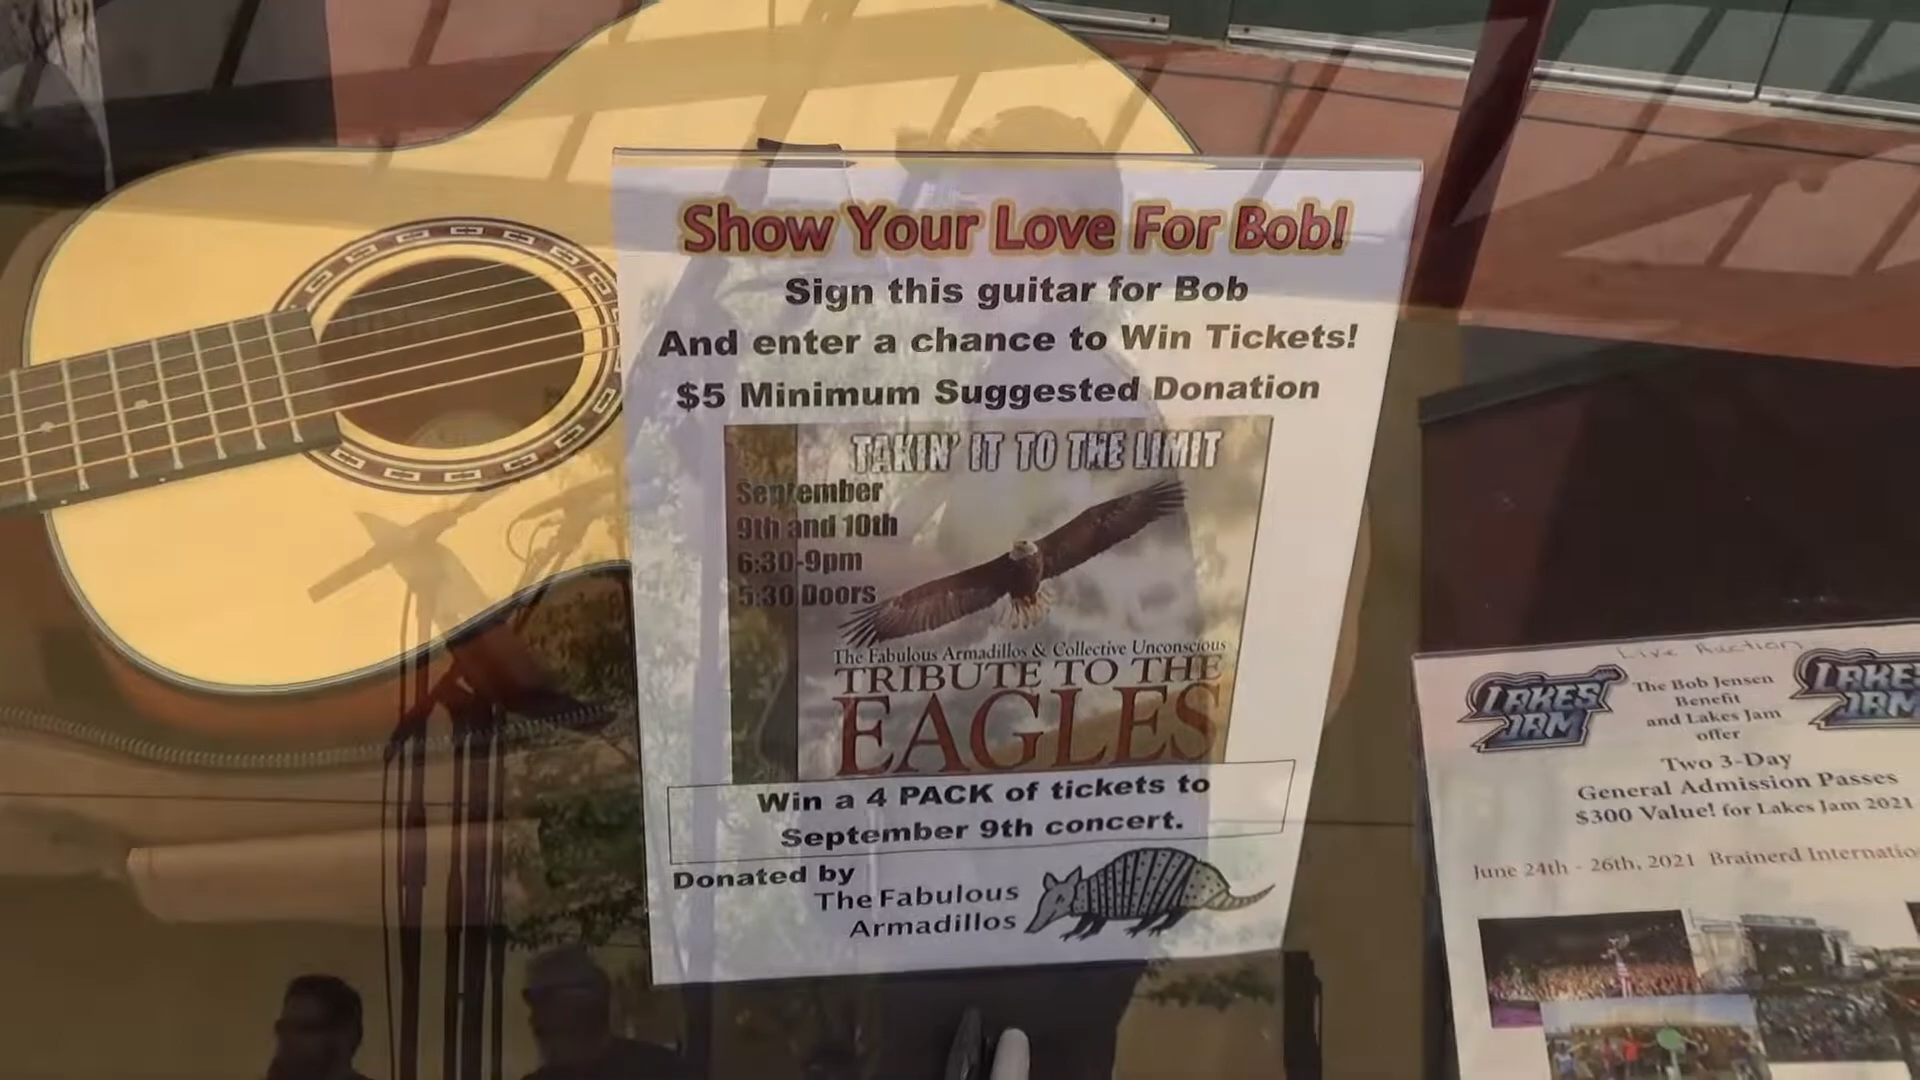 Show Your Love For Bob!
Sign this guitar for Bob
And enter a chance to Win Tickets!
$5 Minimum Suggested Donation
TAKIN' IT TO THE LIMIT
September
9th and 10th
6:30-9pm
5:30 Doors
The Fabulous Armadillos & Collective Unconscious
TRIBUTE TO THE
EAGLES
Win a 4 PACK of tickets to
September 9th concert.
Donated by
The Fabulous
Armadillos
Live Auction
LAKES JAM
The Bob Jensen
Benefit
and Lakes Jam
offer
LAKES JAM
Two 3-Day
General Admission Passes
$300 Value! for Lakes Jam 2021
June 24th - 26th, 2021 Brainerd